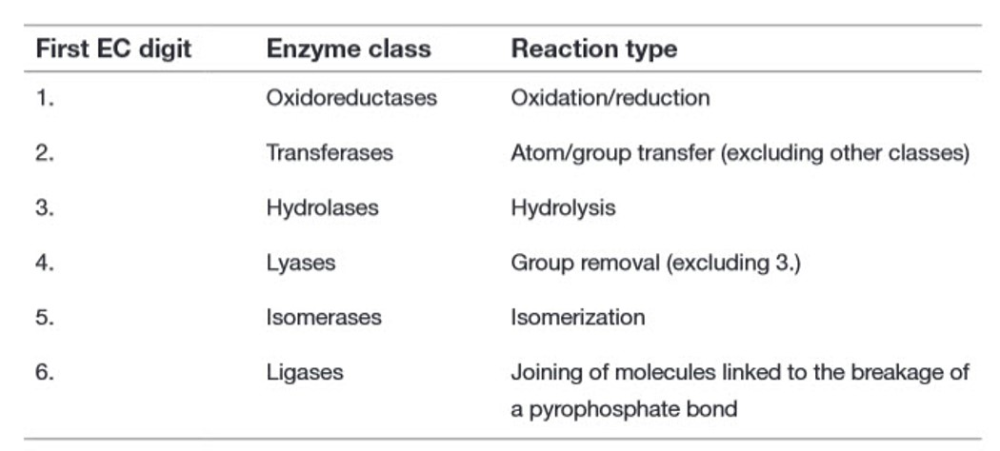 First EC digit Enzyme class Reaction type
1. Oxidoreductases Oxidation/reduction
2. Transferases Atom/group transfer (excluding other classes)
3. Hydrolases Hydrolysis
4. Lyases Group removal (excluding 3.)
5. Isomerases Isomerization
6. Ligases Joining of molecules linked to the breakage of
a pyrophosphate bond